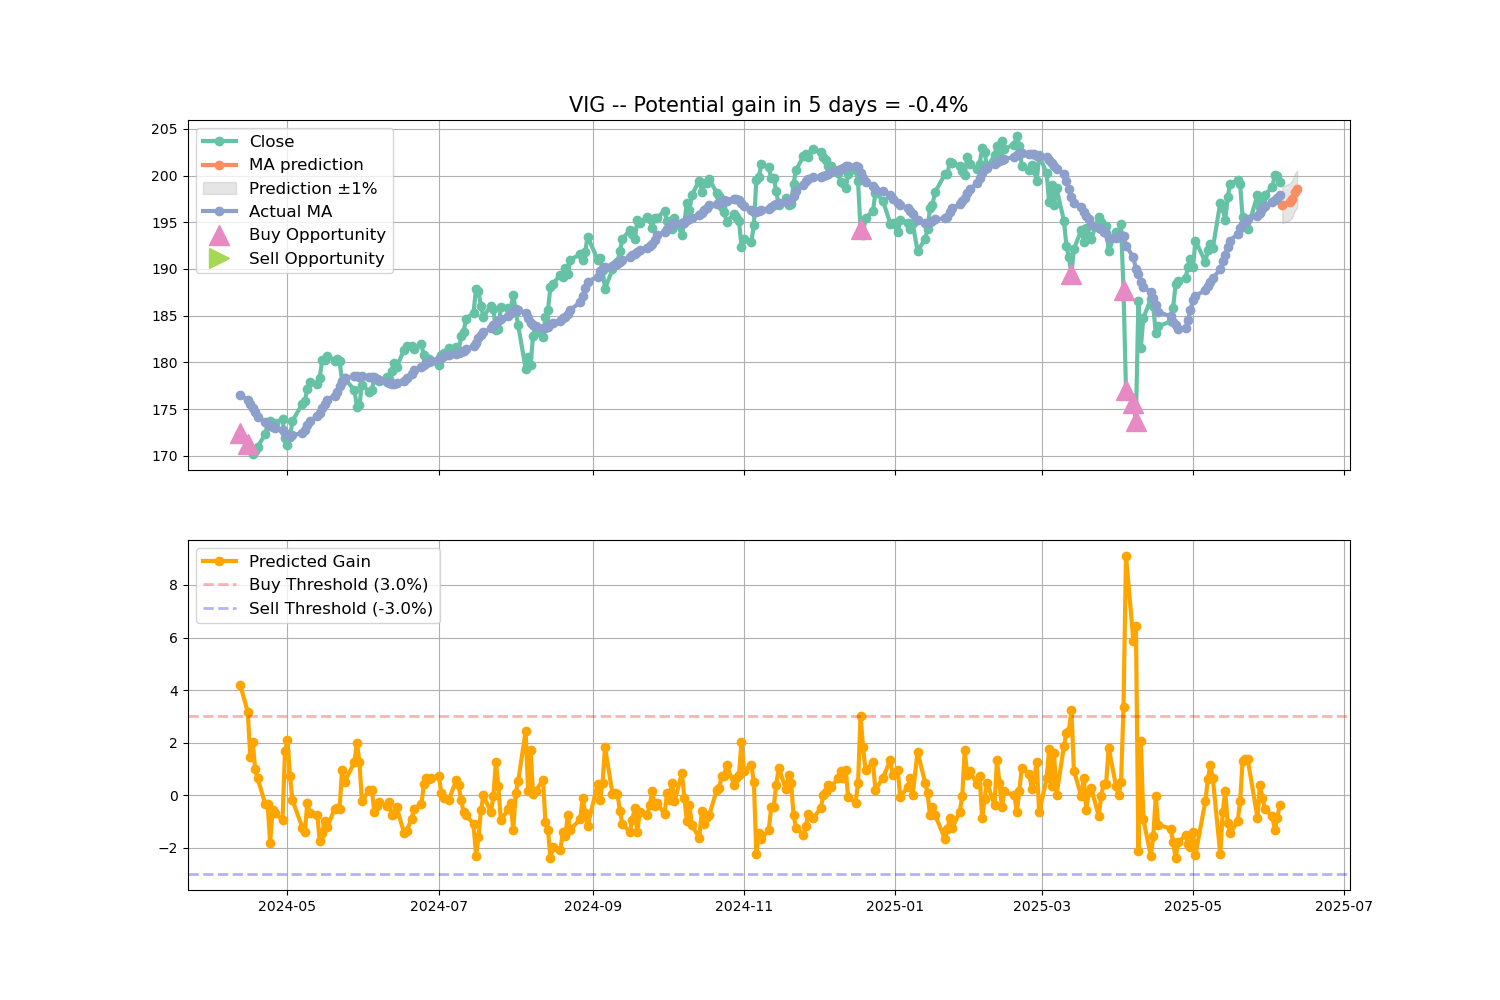 VIG -- Potential gain in 5 days = -0.4%
205
200
195
190
185
180
175
170
Close
MA prediction
Prediction ±1%
Actual MA
Buy Opportunity
Sell Opportunity
8
6
4
2
0
−2
Predicted Gain
Buy Threshold (3.0%)
Sell Threshold (-3.0%)
2024-05
2024-07
2024-09
2024-11
2025-01
2025-03
2025-05
2025-07